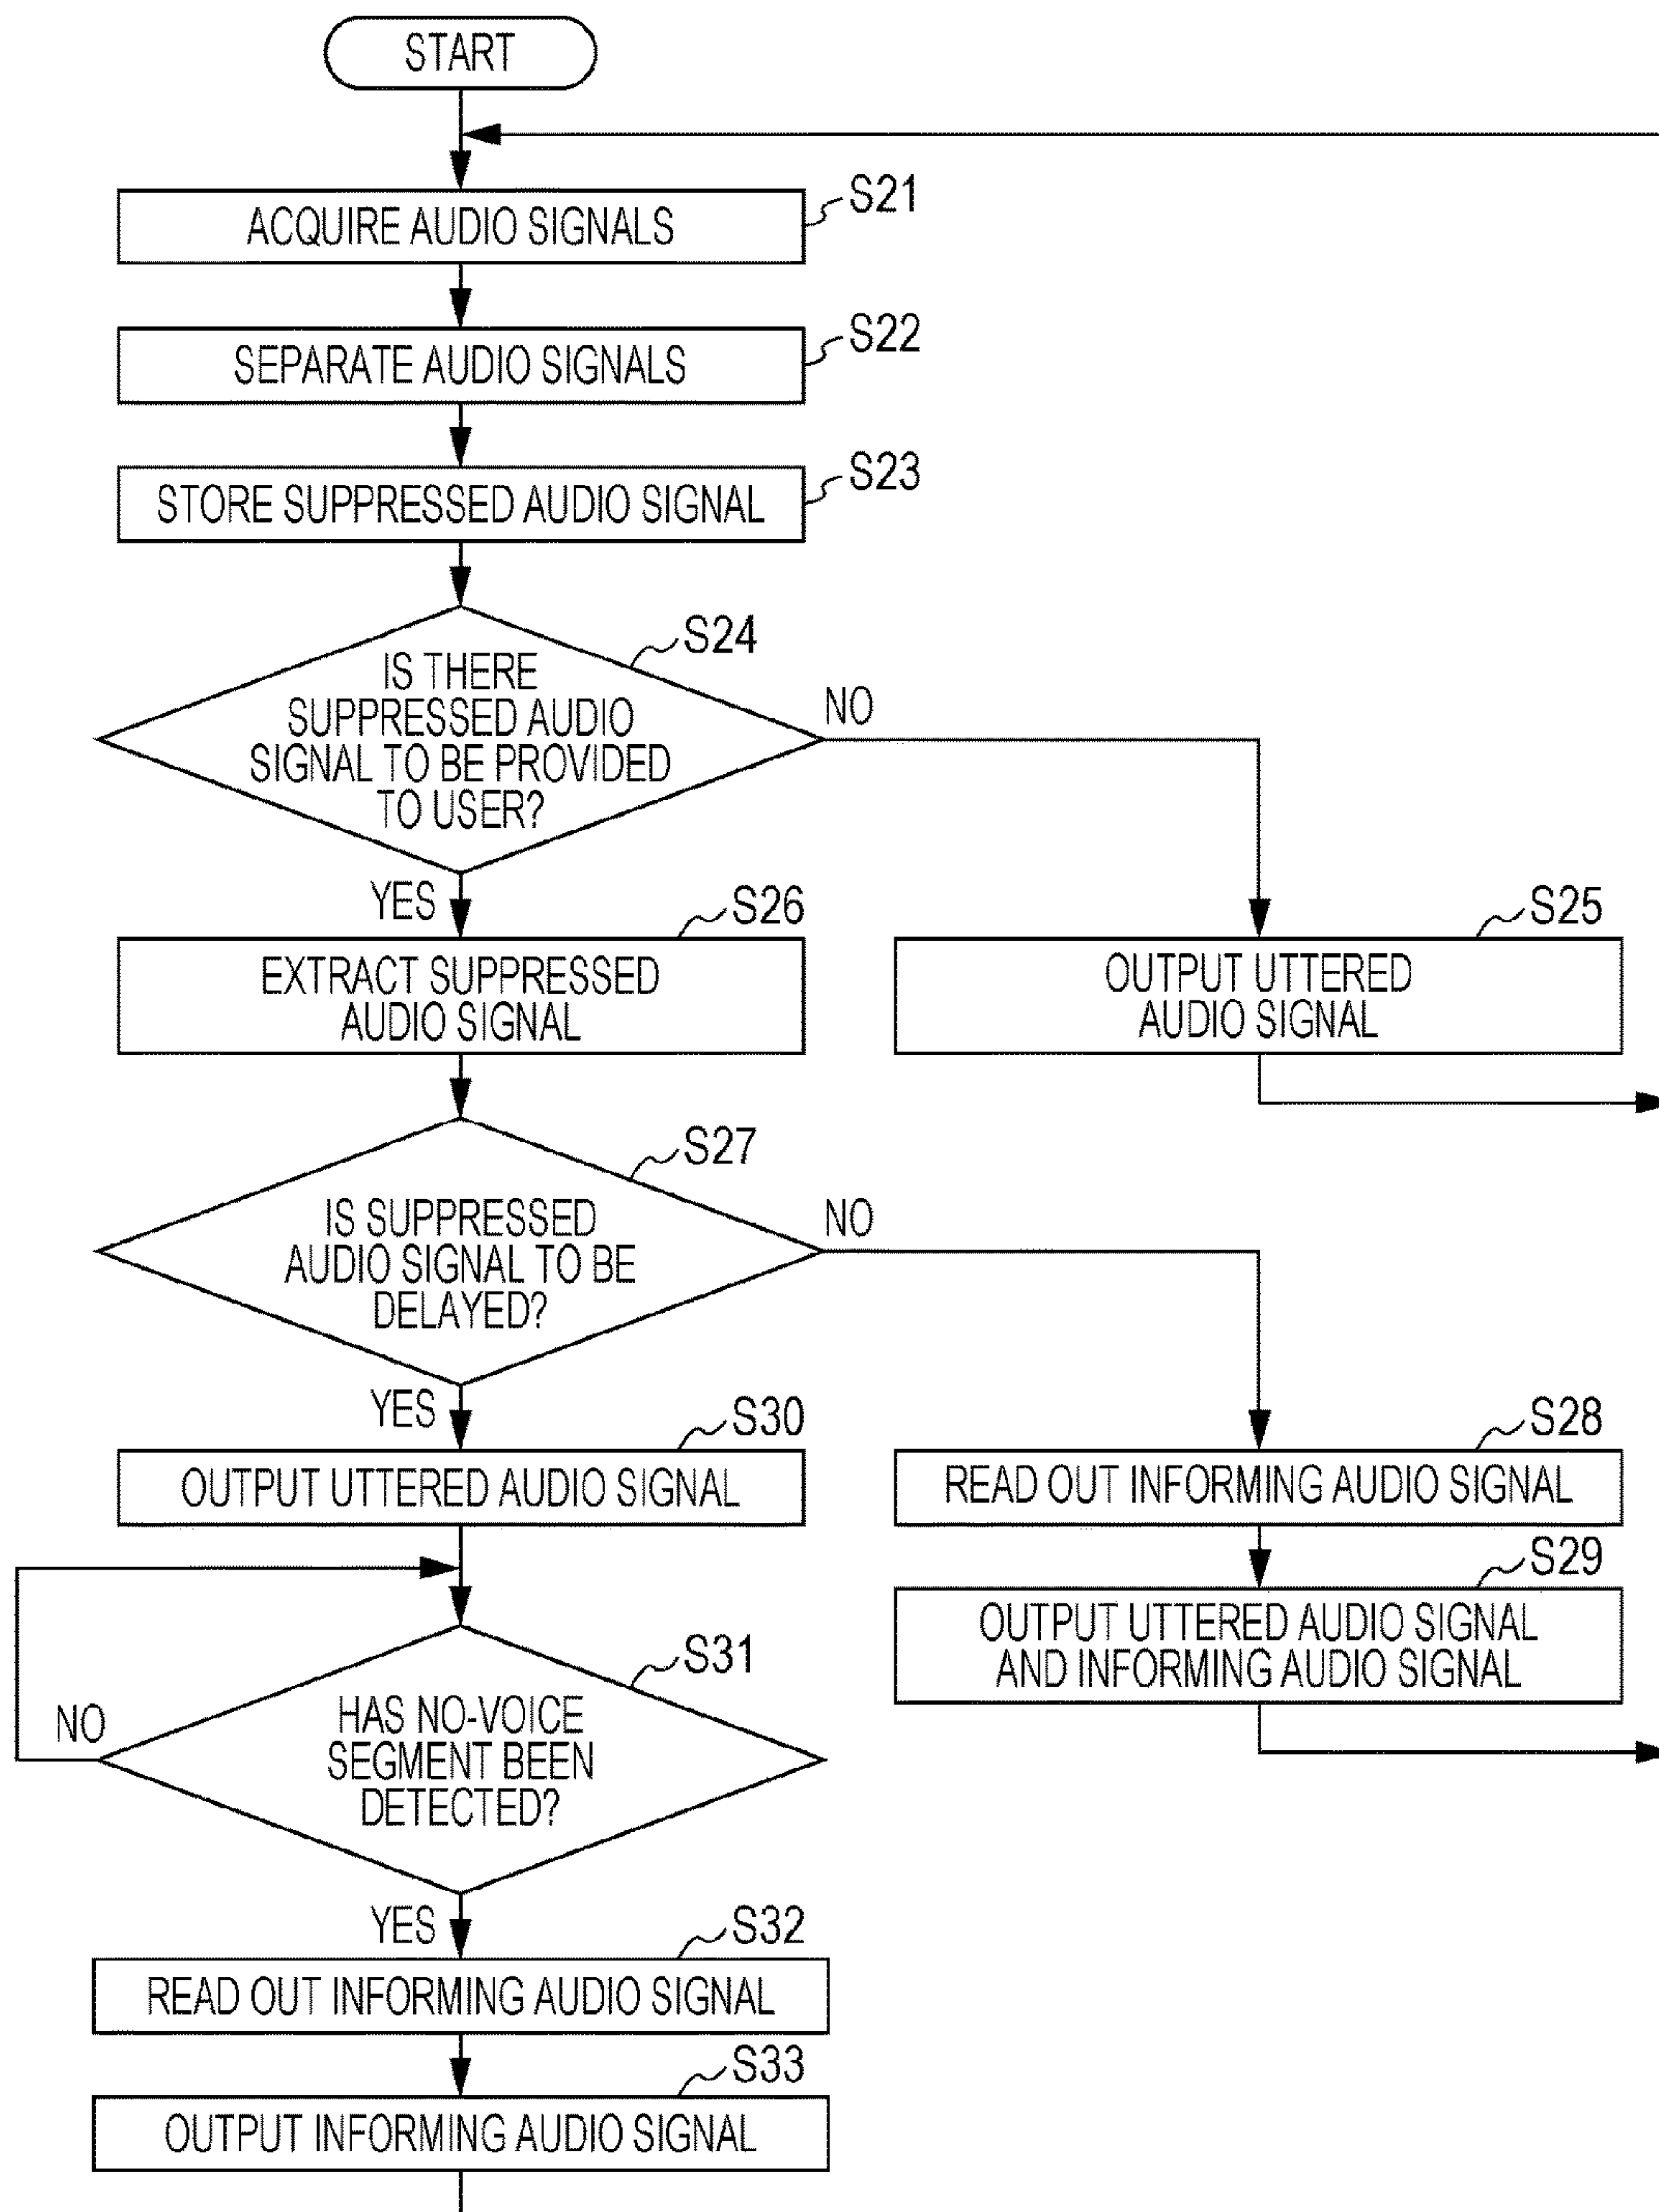 START
S21
ACQUIRE AUDIO SIGNALS
S22
SEPARATE AUDIO SIGNALS
S23
STORE SUPPRESSED AUDIO SIGNAL
S24
IS THERE
SUPPRESSED AUDIO
SIGNAL TO BE PROVIDED
TO USER?
NO
YES
S26
EXTRACT SUPPRESSED
AUDIO SIGNAL
S25
OUTPUT UTTERED
AUDIO SIGNAL
S27
IS SUPPRESSED
AUDIO SIGNAL TO BE
DELAYED?
NO
YES
S30
OUTPUT UTTERED AUDIO SIGNAL
S28
READ OUT INFORMING AUDIO SIGNAL
S29
OUTPUT UTTERED AUDIO SIGNAL
AND INFORMING AUDIO SIGNAL
S31
HAS NO-VOICE
SEGMENT BEEN
DETECTED?
NO
YES
S32
READ OUT INFORMING AUDIO SIGNAL
S33
OUTPUT INFORMING AUDIO SIGNAL